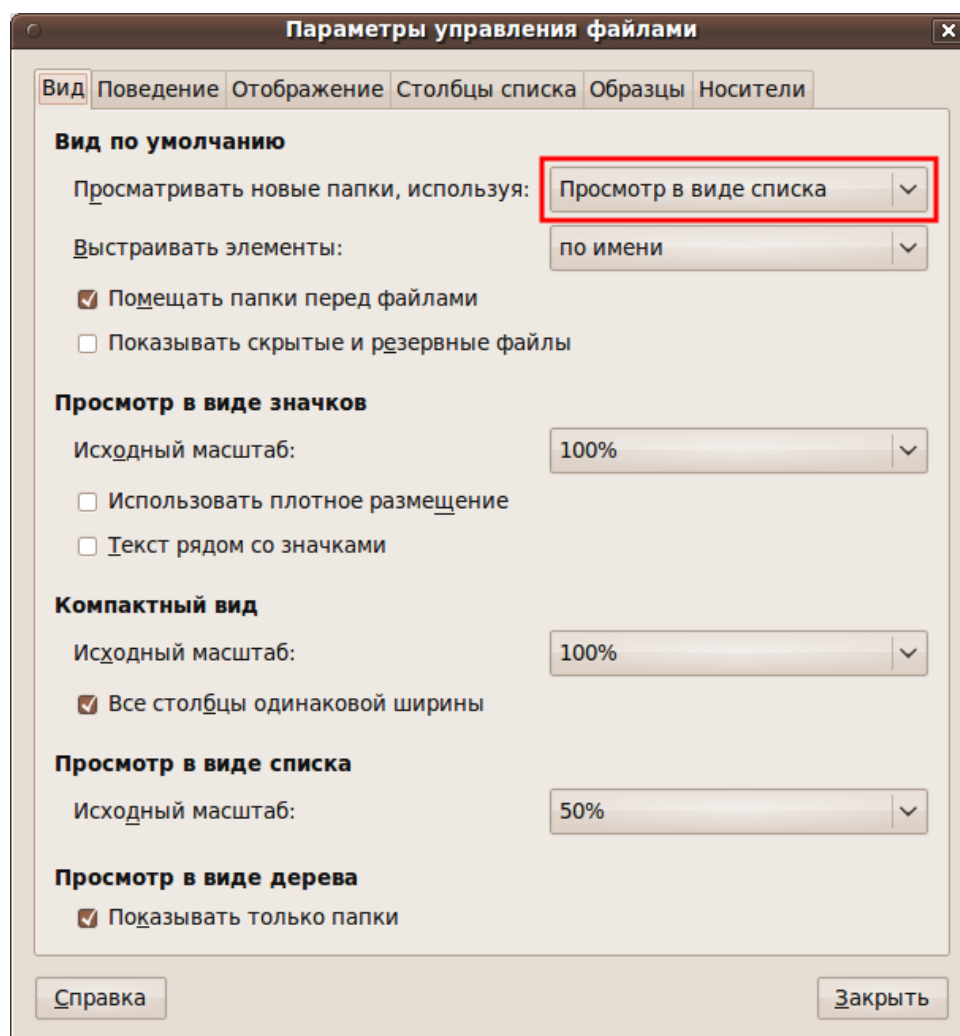 Параметры управления файлами
Вид Поведение Отображение Столбцы списка Образцы Носители
Вид по умолчанию
Просматривать новые папки, используя: Просмотр в виде списка
Выстраивать элементы: по имени
Помещать папки перед файлами
Показывать скрытые и резервные файлы
Просмотр в виде значков
Исходный масштаб: 100%
Использовать плотное размещение
Текст рядом со значками
Компактный вид
Исходный масштаб: 100%
Все столбцы одинаковой ширины
Просмотр в виде списка
Исходный масштаб: 50%
Просмотр в виде дерева
Показывать только папки
Справка Закрыть